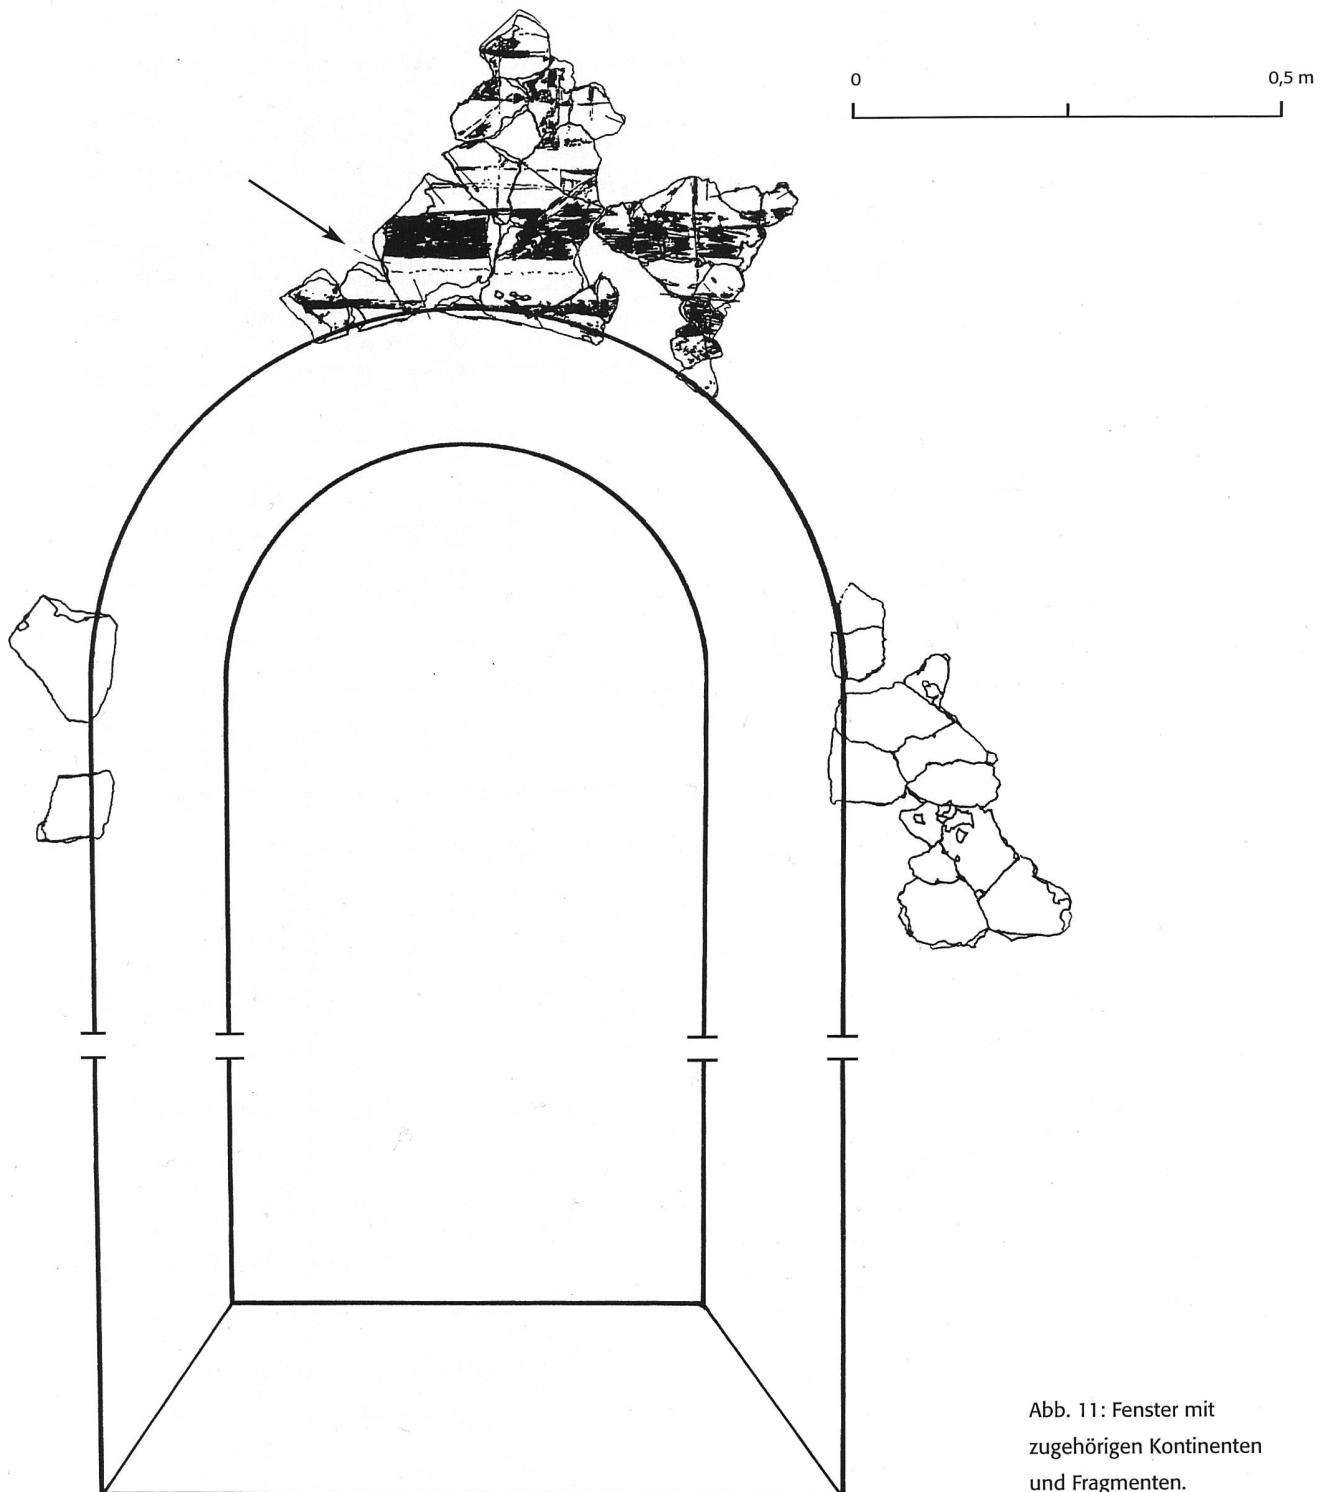 0
0,5 m
Abb. 11: Fenster mit
zugehörigen Kontinenten
und Fragmenten.